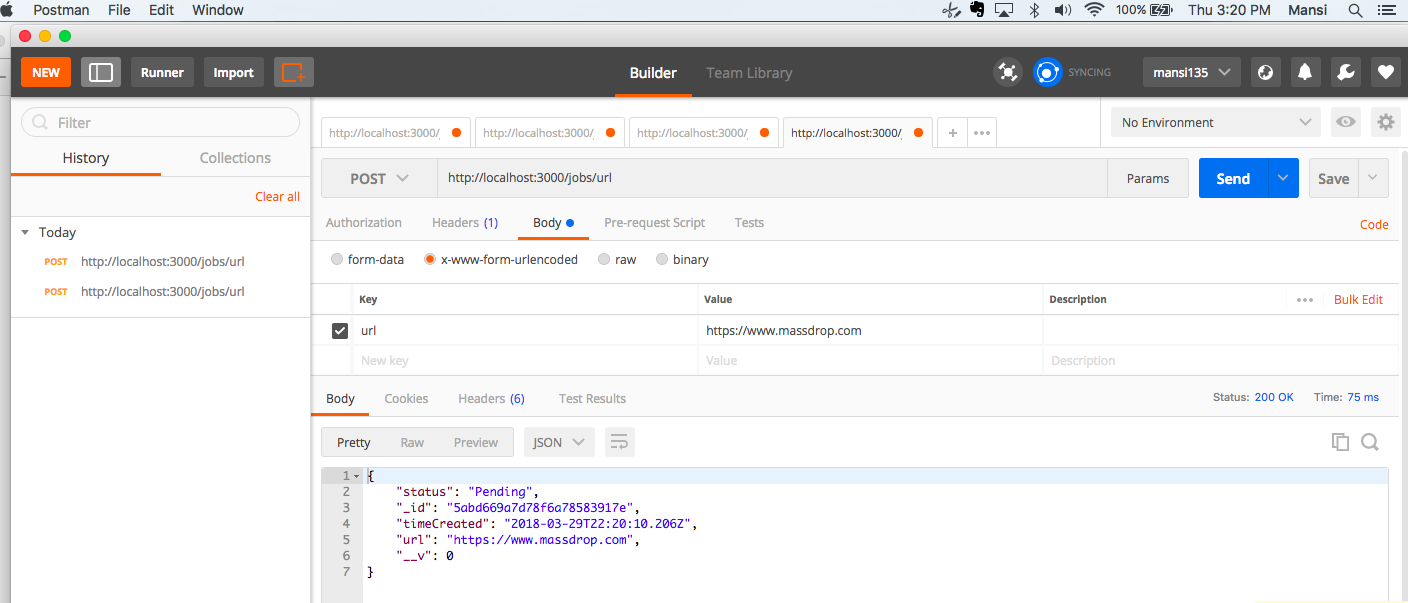 Postman File Edit Window 100% Thu 3:20 PM Mansi
NEW Runner Import Builder Team Library SYNCING mansi135
Filter
http://localhost:3000/ http://localhost:3000/ http://localhost:3000/ http://localhost:3000/ + ••• No Environment
History Collections
Clear all
Today
POST http://localhost:3000/jobs/url
POST http://localhost:3000/jobs/url
POST http://localhost:3000/jobs/url Params Send Save
Authorization Headers (1) Body Pre-request Script Tests Code
form-data x-www-form-urlencoded raw binary
Key Value Description ••• Bulk Edit
url https://www.massdrop.com
New key Value Description
Body Cookies Headers (6) Test Results Status: 200 OK Time: 75 ms
Pretty Raw Preview JSON
1 {
2 "status": "Pending",
3 "_id": "5abd669a7d78f6a78583917e",
4 "timeCreated": "2018-03-29T22:20:10.206Z",
5 "url": "https://www.massdrop.com",
6 "__v": 0
7 }